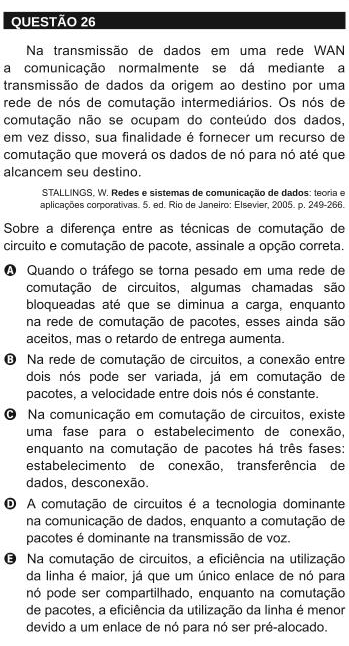 QUESTÃO 26
Na transmissão de dados em uma rede WAN
a comunicação normalmente se dá mediante a
transmissão de dados da origem ao destino por uma
rede de nós de comutação intermediários. Os nós de
comutação não se ocupam do conteúdo dos dados,
em vez disso, sua finalidade é fornecer um recurso de
comutação que moverá os dados de nó para nó até que
alcancem seu destino.
STALLINGS, W. Redes e sistemas de comunicação de dados: teoria e
aplicações corporativas. 5. ed. Rio de Janeiro: Elsevier, 2005. p. 249-266.
Sobre a diferença entre as técnicas de comutação de
circuito e comutação de pacote, assinale a opção correta.
A Quando o tráfego se torna pesado em uma rede de
comutação de circuitos, algumas chamadas são
bloqueadas até que se diminua a carga, enquanto
na rede de comutação de pacotes, esses ainda são
aceitos, mas o retardo de entrega aumenta.
B Na rede de comutação de circuitos, a conexão entre
dois nós pode ser variada, já em comutação de
pacotes, a velocidade entre dois nós é constante.
C Na comunicação em comutação de circuitos, existe
uma fase para o estabelecimento de conexão,
enquanto na comutação de pacotes há três fases:
estabelecimento de conexão, transferência de
dados, desconexão.
D A comutação de circuitos é a tecnologia dominante
na comunicação de dados, enquanto a comutação de
pacotes é dominante na transmissão de voz.
E Na comutação de circuitos, a eficiência na utilização
da linha é maior, já que um único enlace de nó para
nó pode ser compartilhado, enquanto na comutação
de pacotes, a eficiência da utilização da linha é menor
devido a um enlace de nó para nó ser pré-alocado.